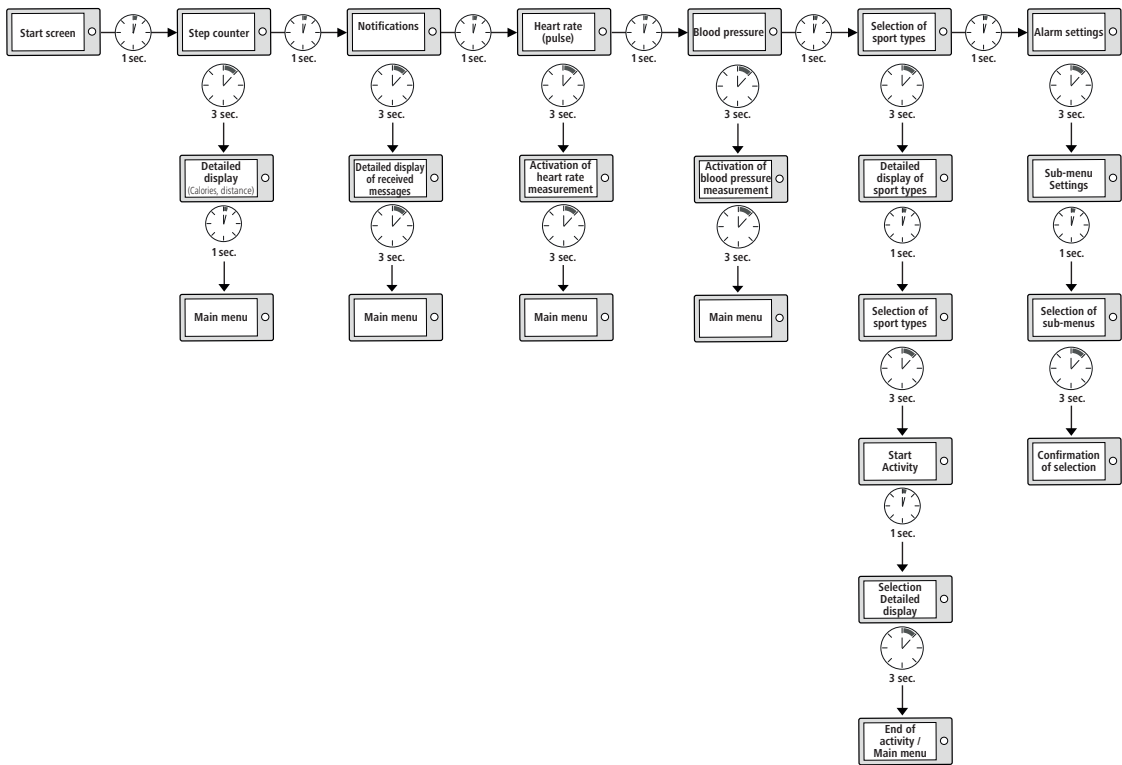 Start screen
1 sec.
Step counter
1 sec.
Notifications
1 sec.
Heart rate
(pulse)
1 sec.
Blood pressure
1 sec.
Selection of
sport types
1 sec.
Alarm settings
3 sec.
3 sec.
3 sec.
3 sec.
3 sec.
3 sec.
Detailed
display
(Calories, distance)
Detailed display
of received
messages
Activation of
heart rate
measurement
Activation of
blood pressure
measurement
Detailed
display of
sport types
Sub-menu
Settings
1 sec.
3 sec.
3 sec.
3 sec.
1 sec.
1 sec.
Main menu
Main menu
Main menu
Main menu
Selection of
sport types
Selection of
sub-menus
3 sec.
3 sec.
Start
Activity
Confirmation
of selection
1 sec.
Selection
Detailed
display
3 sec.
End of
activity /
Main menu